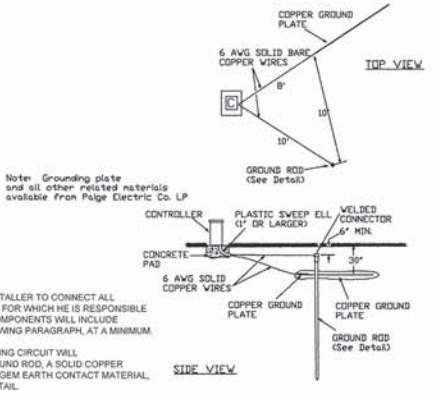 COPPER GROUND
PLATE
6 AWG SOLID BARE
COPPER WIRES
TOP VIEW
8'
C
10'
10'
GROUND ROD
(See Detail)
Note: Grounding plate
and all other related materials
available from Paige Electric Co. LP
CONTROLLER
PLASTIC SWEEP ELL
(1" OR LARGER)
WELDED
CONNECTOR
6" MIN.
CONCRETE
PAD
30"
6 AWG SOLID
COPPER WIRES
COPPER GROUND
PLATE
COPPER GROUND
PLATE
GROUND ROD
(See Detail)
SIDE VIEW
TALLER TO CONNECT ALL
FOR WHICH HE IS RESPONSIBLE
MPONENTS WILL INCLUDE
WING PARAGRAPH, AT A MINIMUM.
NG CIRCUIT WILL
UND ROD, A SOLID COPPER
GEM EARTH CONTACT MATERIAL,
TAIL.